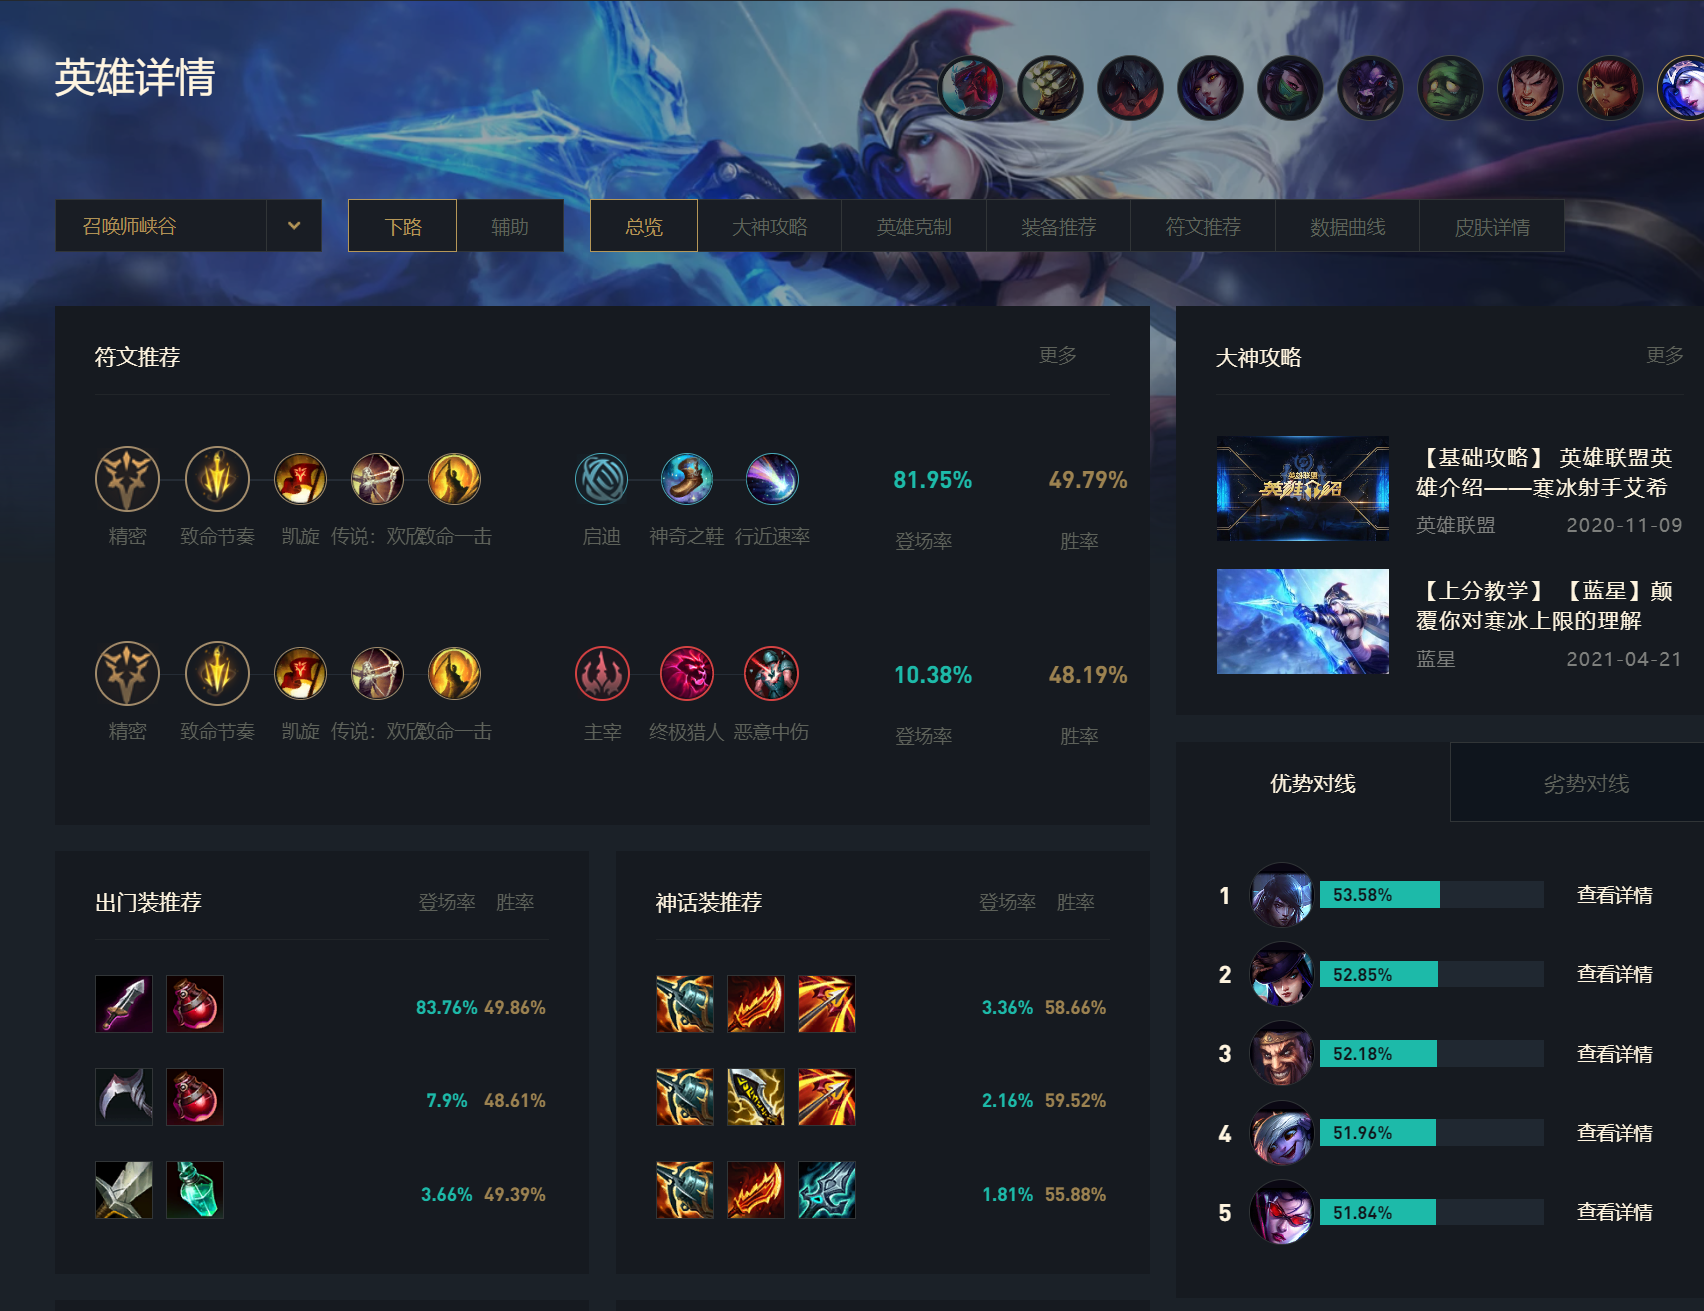 英雄详情
召唤师峡谷
下路 辅助
总览 大神攻略 英雄克制 装备推荐 符文推荐 数据曲线 皮肤详情
符文推荐 更多
精密 致命节奏 凯旋 传说：欢欣 致命一击
启迪 神奇之鞋 行近速率
81.95% 49.79%
登场率 胜率
精密 致命节奏 凯旋 传说：欢欣 致命一击
主宰 终极猎人 恶意中伤
10.38% 48.19%
登场率 胜率
大神攻略 更多
英雄联盟
英雄介绍
【基础攻略】 英雄联盟英
雄介绍——寒冰射手艾希
英雄联盟 2020-11-09
【上分教学】 【蓝星】颠
覆你对寒冰上限的理解
蓝星 2021-04-21
优势对线 劣势对线
1 53.58% 查看详情
2 52.85% 查看详情
3 52.18% 查看详情
4 51.96% 查看详情
5 51.84% 查看详情
出门装推荐 登场率 胜率
83.76% 49.86%
7.9% 48.61%
3.66% 49.39%
神话装推荐 登场率 胜率
3.36% 58.66%
2.16% 59.52%
1.81% 55.88%